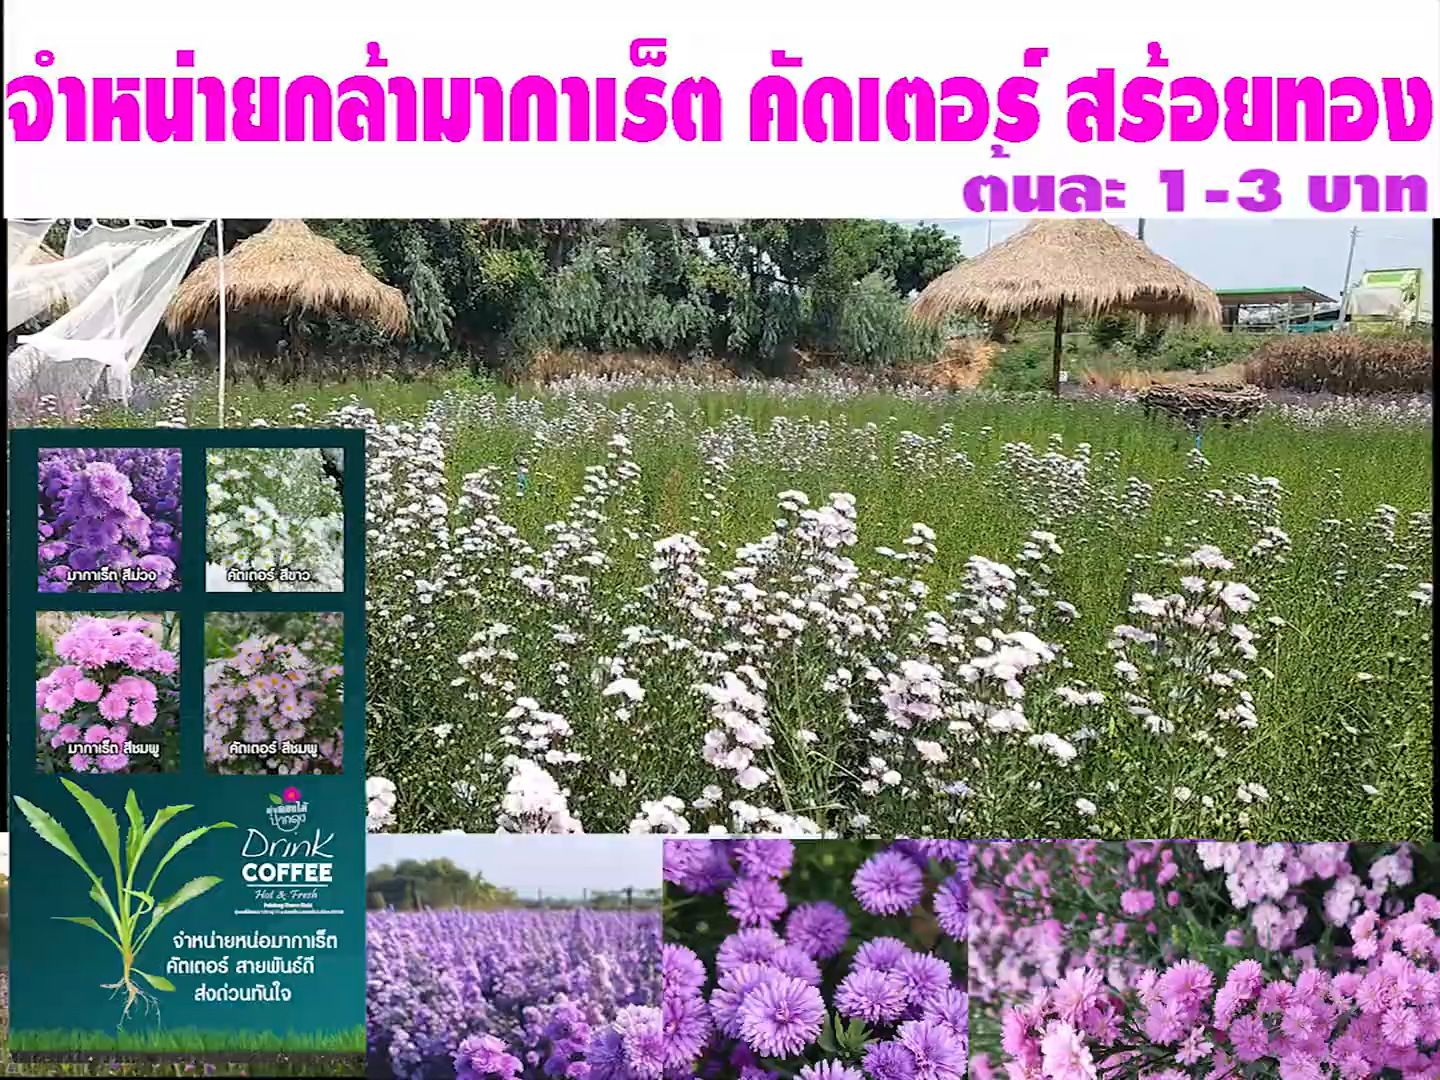 จำหน่ายกล้ามากาเร็ต คัดเตอร์ สร้อยทอง
ต้นละ 1-3 บาท
มากาเร็ต สีม่วง
คัตเตอร์ สีขาว
มากาเร็ต สีชมพู
คัตเตอร์ สีชมพู
Drink
COFFEE
Hot & Fresh
จำหน่ายหน่อมากาเร็ต
คัตเตอร์ สายพันธ์ดี
ส่งด่วนทันใจ